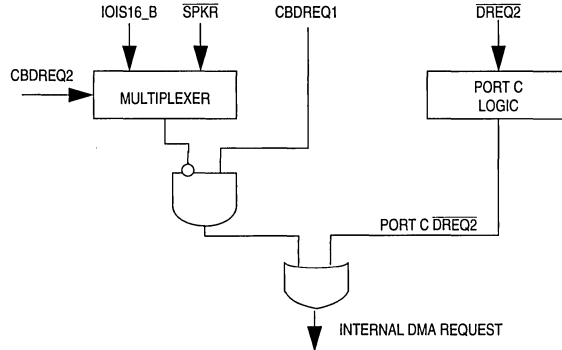 IOIS16_B
SPKR
CBDREQ1
DREQ2
CBDREQ2
MULTIPLEXER
PORT C
LOGIC
PORT C DREQ2
INTERNAL DMA REQUEST